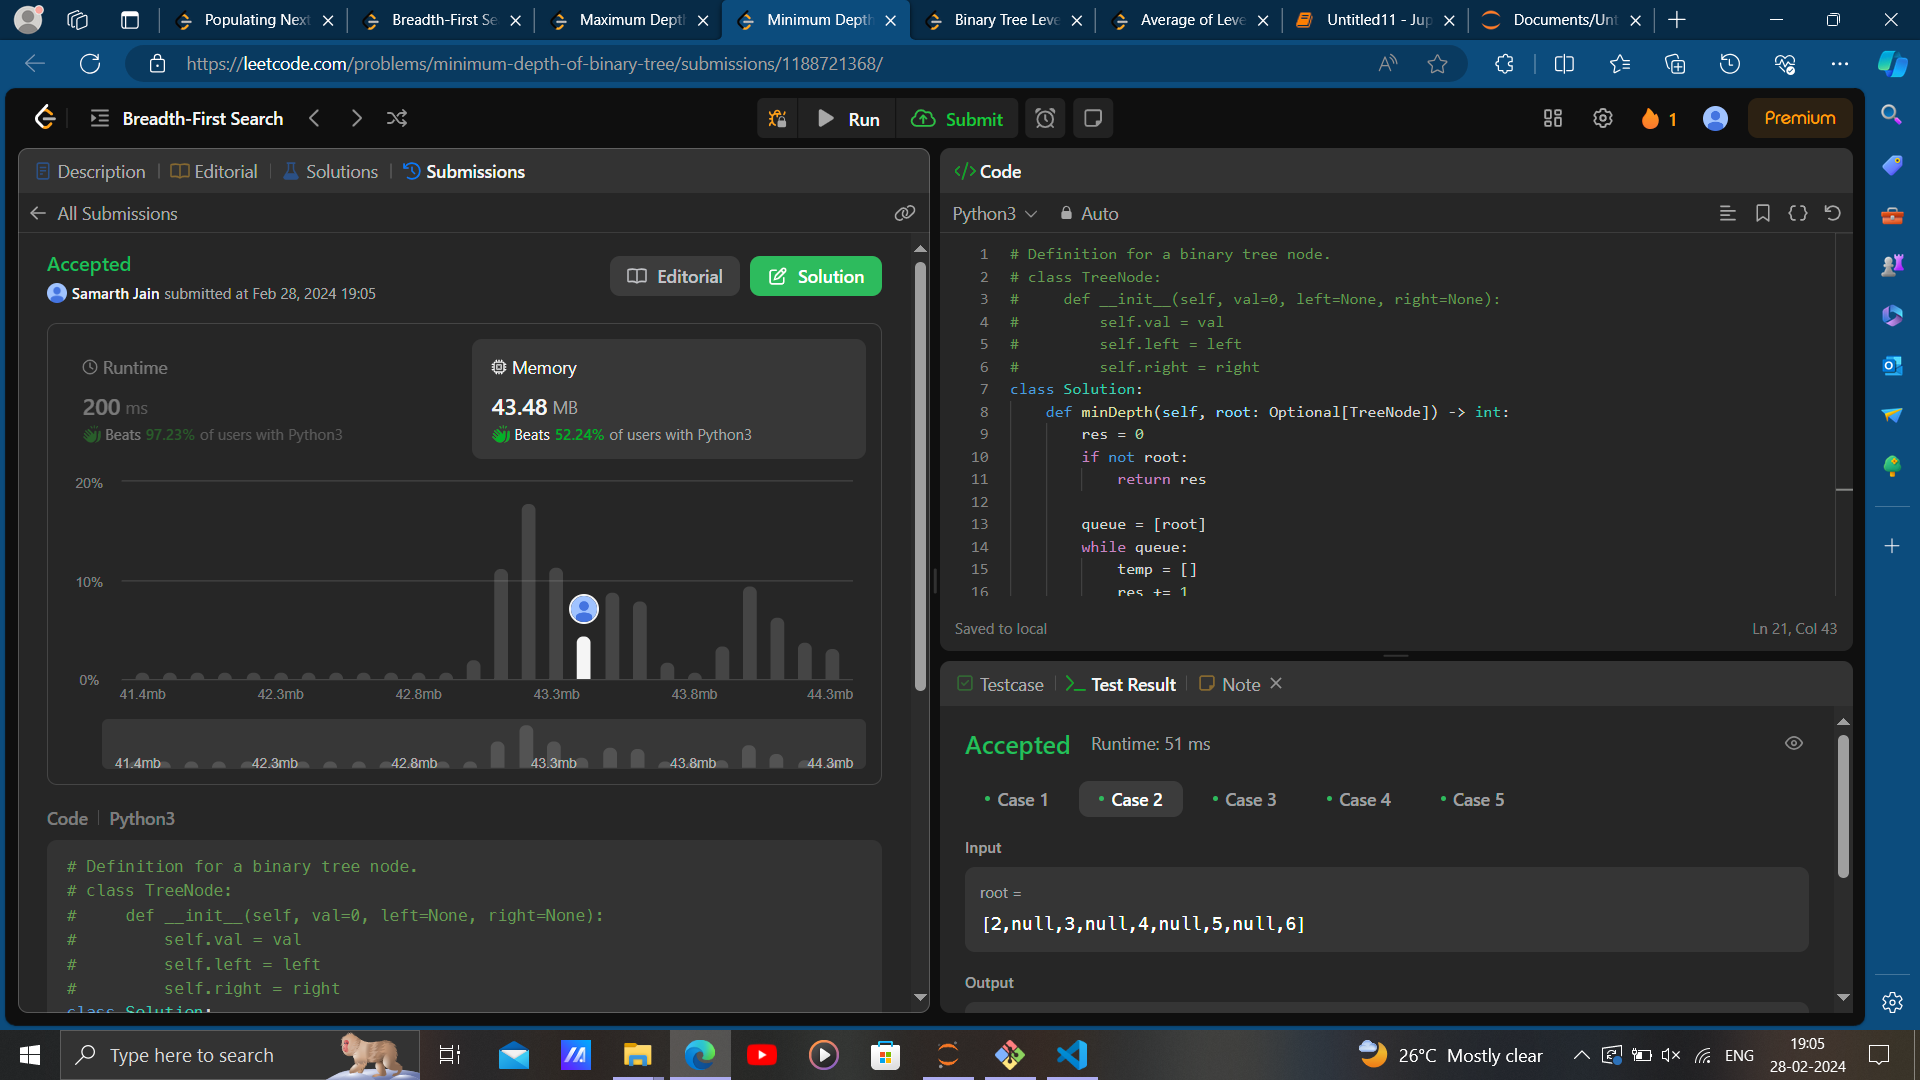 Populating Next
Breadth-First Se
Maximum Depth
Minimum Depth
Binary Tree Leve
Average of Leve
Untitled11 - Jup
Documents/Unt
https://leetcode.com/problems/minimum-depth-of-binary-tree/submissions/1188721368/
Breadth-First Search
Run
Submit
1
Premium
Description
Editorial
Solutions
Submissions
All Submissions
Accepted
Samarth Jain submitted at Feb 28, 2024 19:05
Editorial
Solution
Runtime
200 ms
Beats 97.23% of users with Python3
Memory
43.48 MB
Beats 52.24% of users with Python3
20%
10%
0%
41.4mb 42.3mb 42.8mb 43.3mb 43.8mb 44.3mb
41.4mb 42.3mb 42.8mb 43.3mb 43.8mb 44.3mb
Code Python3
# Definition for a binary tree node.
# class TreeNode:
#     def __init__(self, val=0, left=None, right=None):
#         self.val = val
#         self.left = left
#         self.right = right
class Solution:
</> Code
Python3 Auto
1 # Definition for a binary tree node.
2 # class TreeNode:
3 #     def __init__(self, val=0, left=None, right=None):
4 #         self.val = val
5 #         self.left = left
6 #         self.right = right
7 class Solution:
8     def minDepth(self, root: Optional[TreeNode]) -> int:
9         res = 0
10         if not root:
11             return res
12
13         queue = [root]
14         while queue:
15             temp = []
16             res += 1
Saved to local
Ln 21, Col 43
Testcase
Test Result
Note
Accepted Runtime: 51 ms
• Case 1 • Case 2 • Case 3 • Case 4 • Case 5
Input
root =
[2,null,3,null,4,null,5,null,6]
Output
Type here to search
26°C Mostly clear
ENG
19:05
28-02-2024